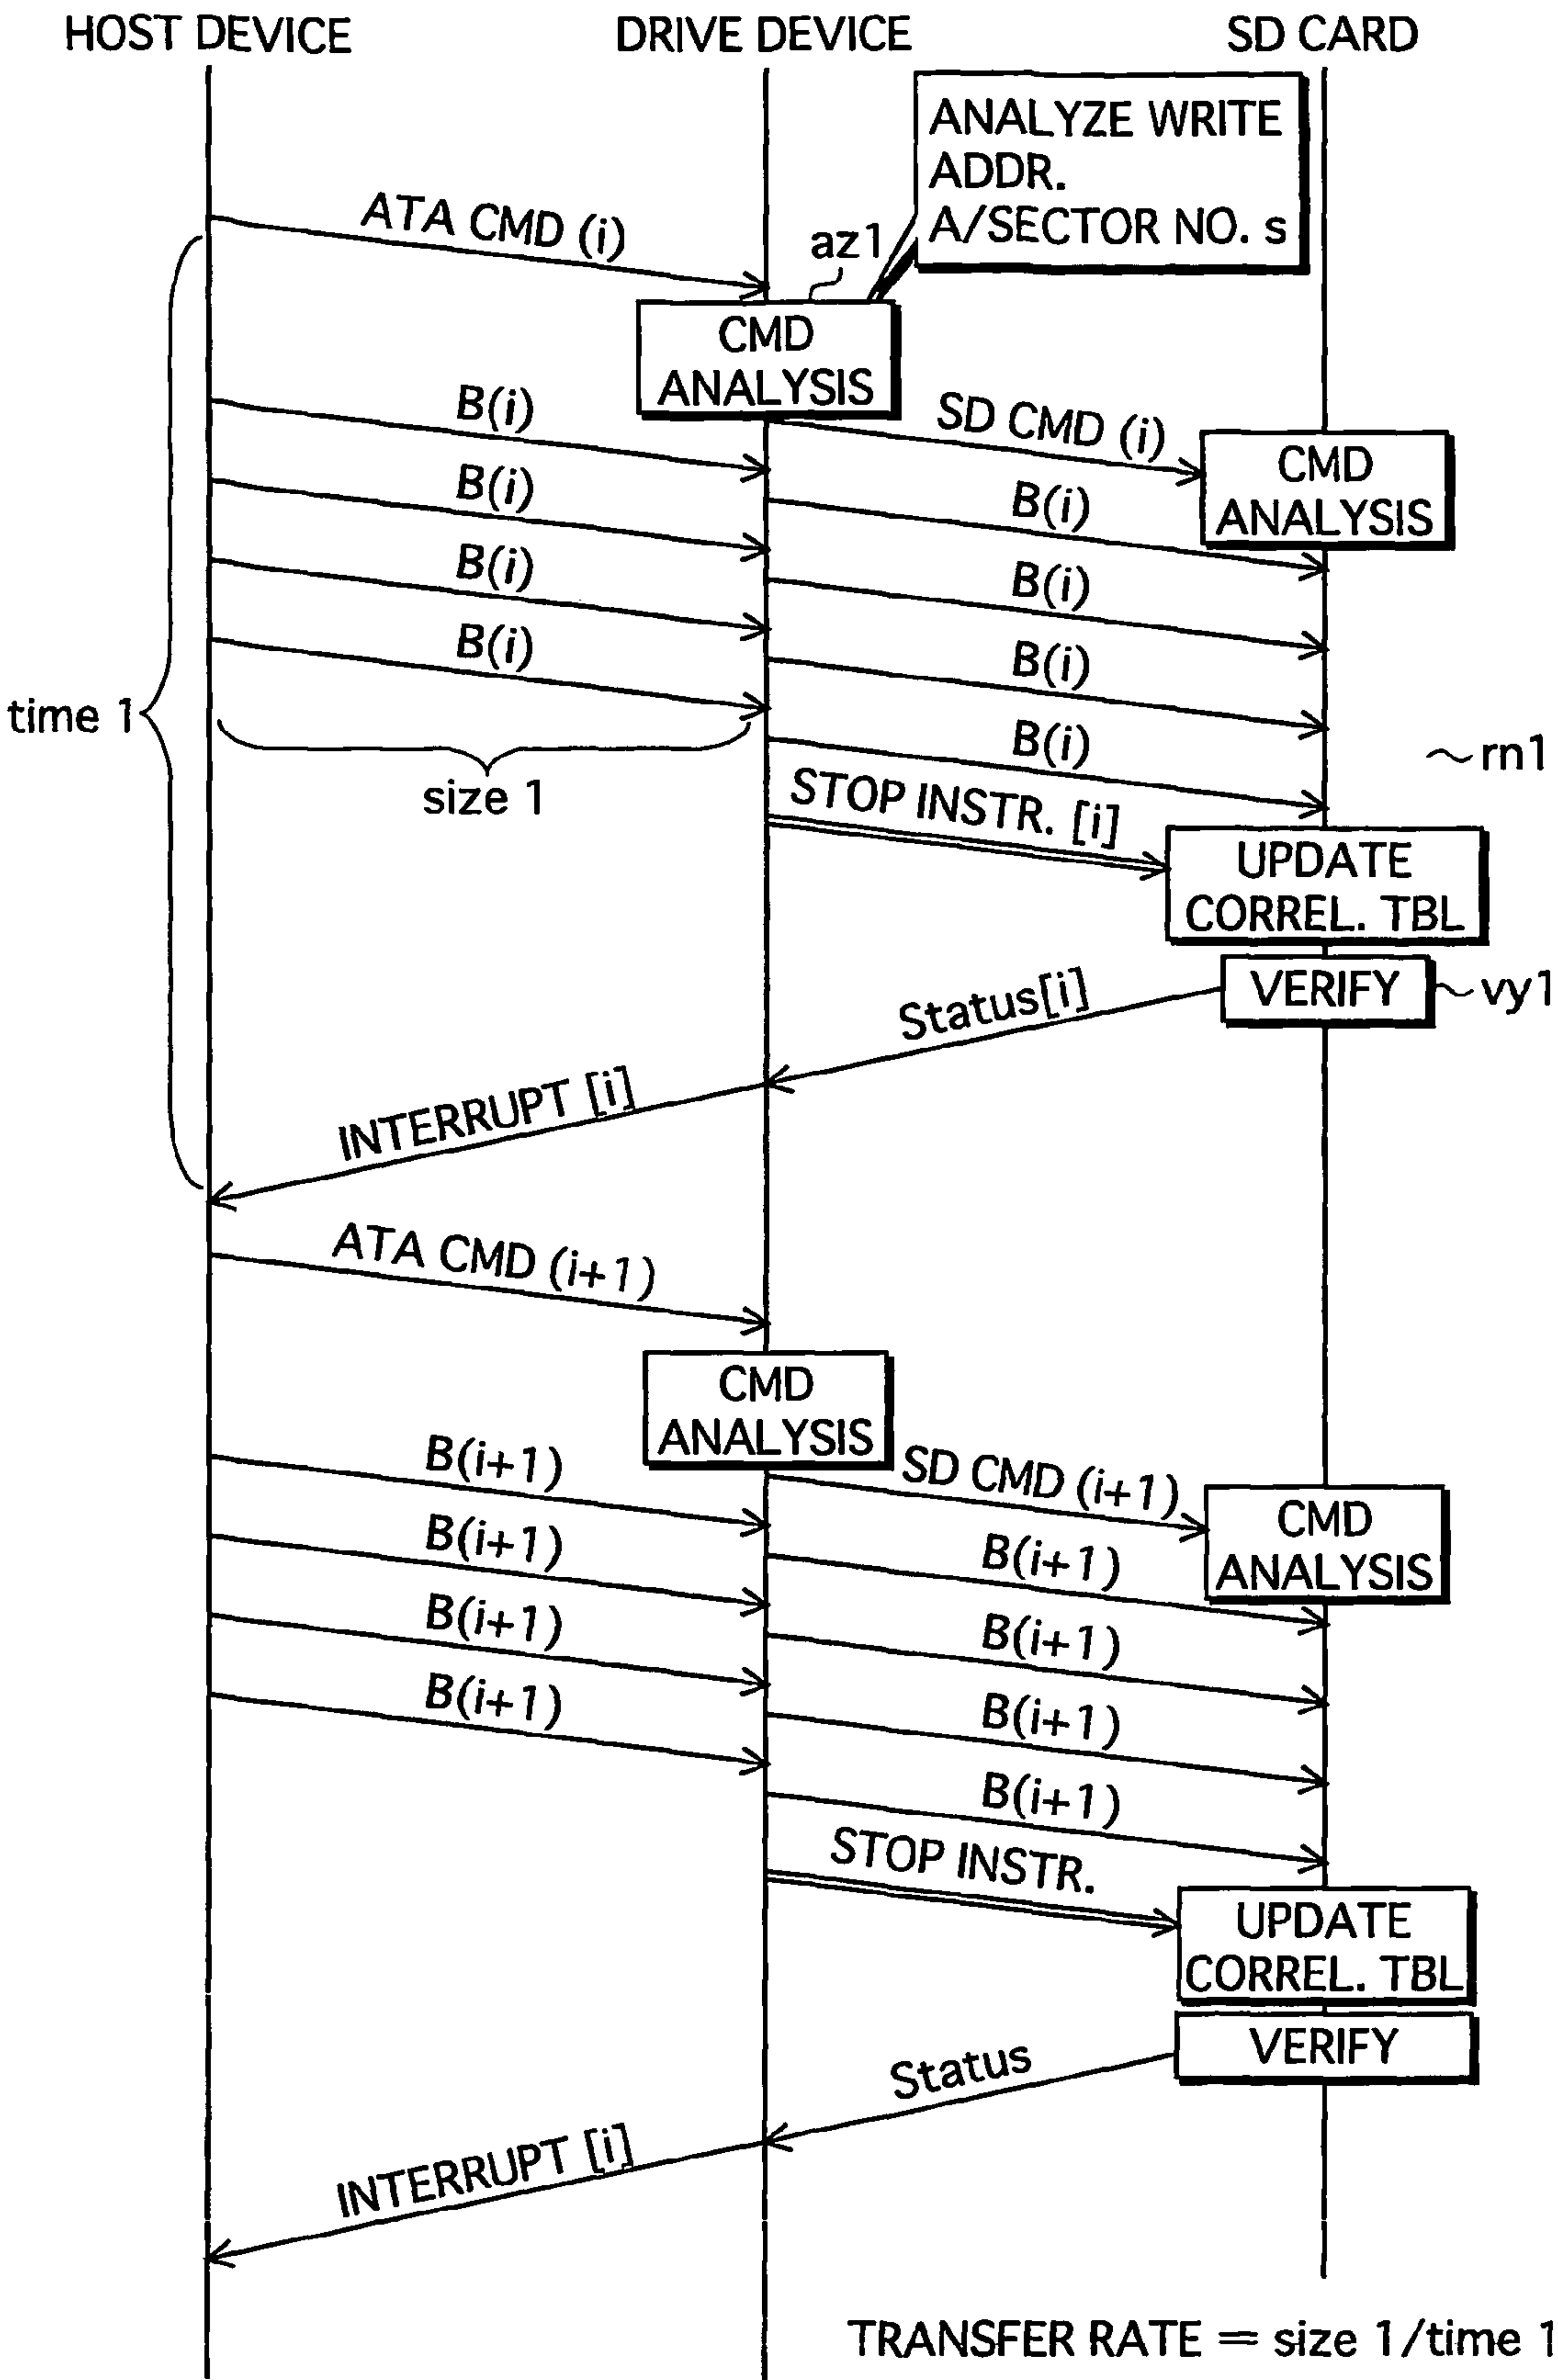 HOST DEVICE
DRIVE DEVICE
SD CARD
ANALYZE WRITE
ADDR.
A/SECTOR NO. s
ATA CMD (i)
az1
CMD
ANALYSIS
B(i)
SD CMD (i)
CMD
ANALYSIS
B(i)
B(i)
B(i)
B(i)
B(i)
B(i)
time 1
B(i)
rn1
size 1
STOP INSTR. [i]
UPDATE
CORREL. TBL
VERIFY
vy1
Status[i]
INTERRUPT [i]
ATA CMD (i+1)
CMD
ANALYSIS
B(i+1)
SD CMD (i+1)
CMD
ANALYSIS
B(i+1)
B(i+1)
B(i+1)
B(i+1)
B(i+1)
B(i+1)
B(i+1)
STOP INSTR.
UPDATE
CORREL. TBL
VERIFY
Status
INTERRUPT [i]
TRANSFER RATE = size 1/time 1